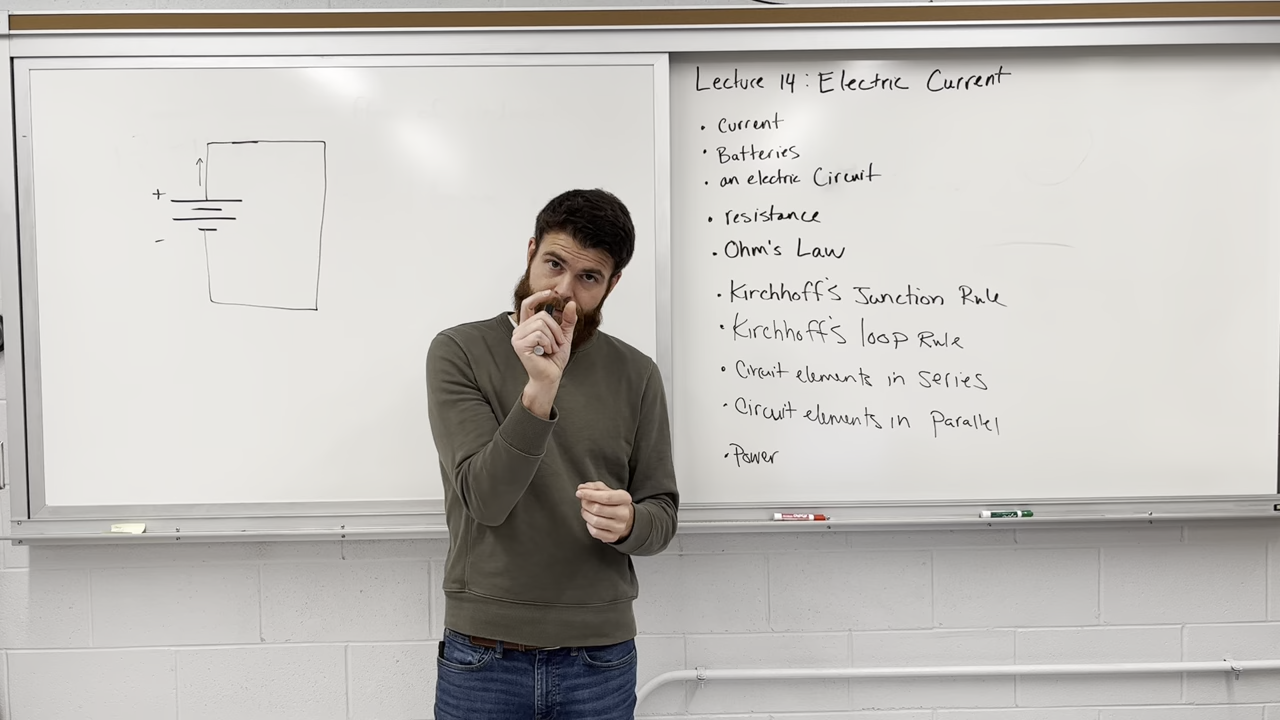 +
-
Lecture 14: Electric Current
• Current
• Batteries
• an electric Circuit
• resistance
• Ohm's Law
• Kirchhoff's Junction Rule
• Kirchhoff's loop Rule
• Circuit elements in series
• Circuit elements in Parallel
• Power